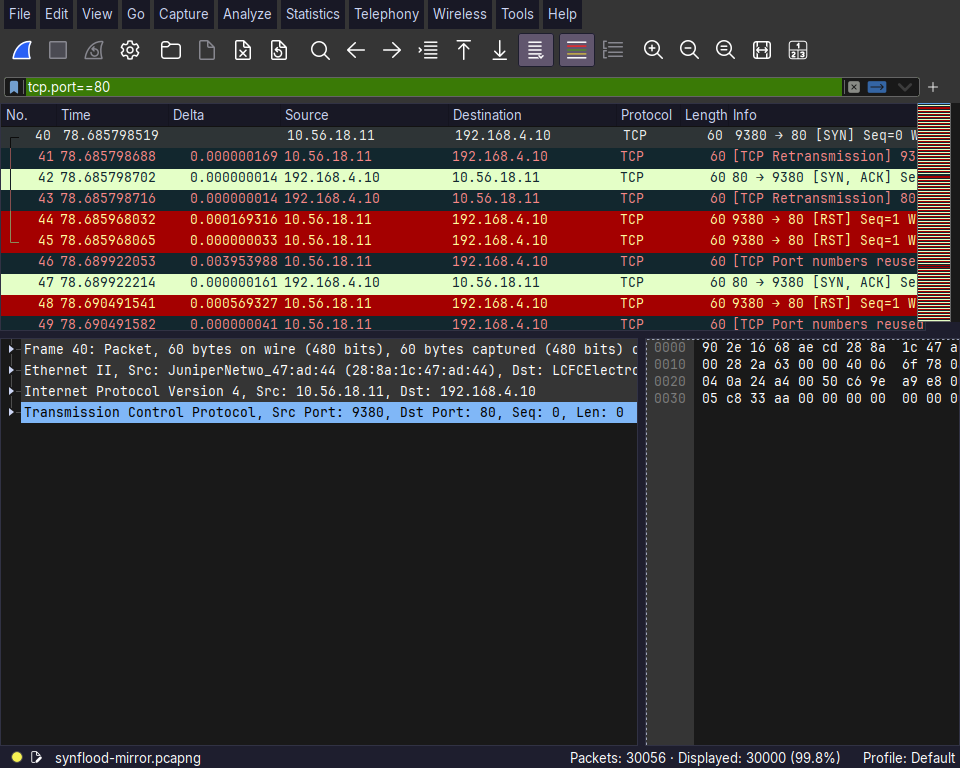 File Edit View Go Capture Analyze Statistics Telephony Wireless Tools Help
tcp.port==80
No. Time Delta Source Destination Protocol Length Info
40 78.685798519 10.56.18.11 192.168.4.10 TCP 60 9380 → 80 [SYN] Seq=0 W
41 78.685798688 0.000000169 10.56.18.11 192.168.4.10 TCP 60 [TCP Retransmission] 93
42 78.685798702 0.000000014 192.168.4.10 10.56.18.11 TCP 60 80 → 9380 [SYN, ACK] Se
43 78.685798716 0.000000014 192.168.4.10 10.56.18.11 TCP 60 [TCP Retransmission] 80
44 78.685968032 0.000169316 10.56.18.11 192.168.4.10 TCP 60 9380 → 80 [RST] Seq=1 W
45 78.685968065 0.000000033 10.56.18.11 192.168.4.10 TCP 60 9380 → 80 [RST] Seq=1 W
46 78.689922053 0.003953988 10.56.18.11 192.168.4.10 TCP 60 [TCP Port numbers reuse
47 78.689922214 0.000000161 192.168.4.10 10.56.18.11 TCP 60 80 → 9380 [SYN, ACK] Se
48 78.690491541 0.000569327 10.56.18.11 192.168.4.10 TCP 60 9380 → 80 [RST] Seq=1 W
49 78.690491582 0.000000041 10.56.18.11 192.168.4.10 TCP 60 [TCP Port numbers reused
Frame 40: Packet, 60 bytes on wire (480 bits), 60 bytes captured (480 bits) o
Ethernet II, Src: JuniperNetwo_47:ad:44 (28:8a:1c:47:ad:44), Dst: LCFCElectro
Internet Protocol Version 4, Src: 10.56.18.11, Dst: 192.168.4.10
Transmission Control Protocol, Src Port: 9380, Dst Port: 80, Seq: 0, Len: 0
0000 90 2e 16 68 ae cd 28 8a 1c 47 a
0010 00 28 2a 63 00 00 40 06 6f 78 0
0020 04 0a 24 a4 00 50 c6 9e a9 e8 0
0030 05 c8 33 aa 00 00 00 00 00 00 0
synflood-mirror.pcapng Packets: 30056 · Displayed: 30000 (99.8%) Profile: Default